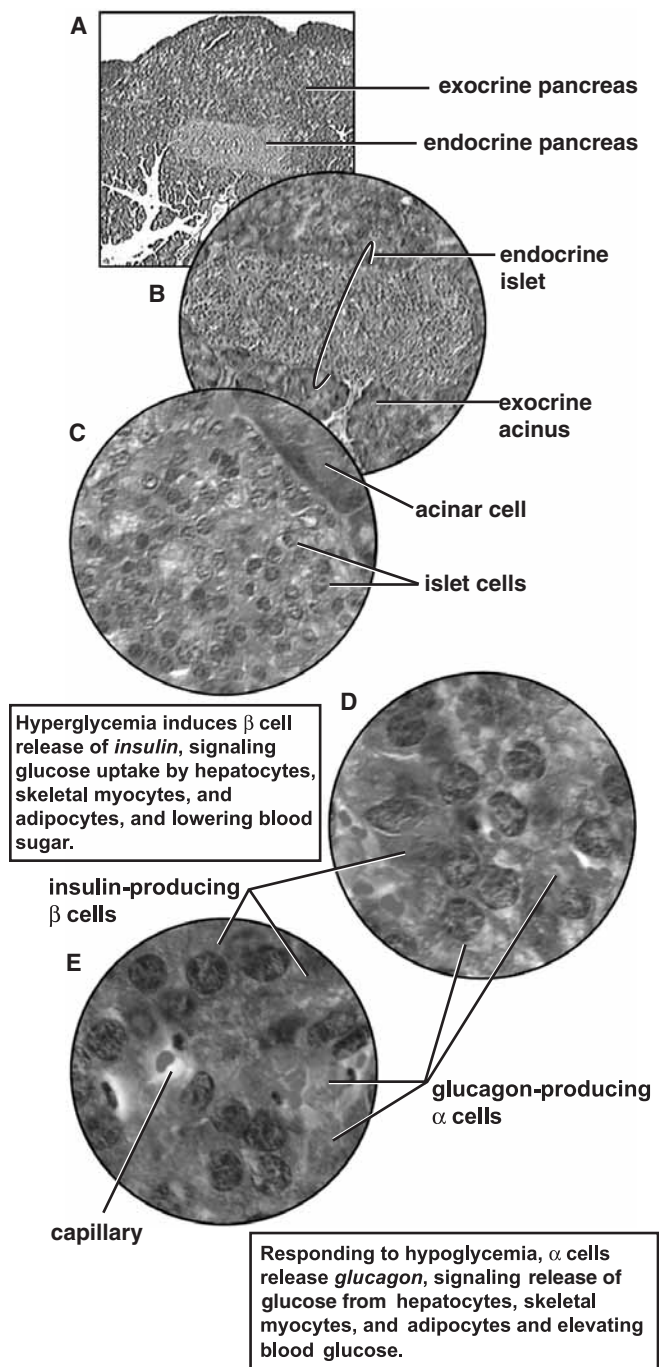 A
exocrine pancreas
endocrine pancreas
endocrine
islet
B
exocrine
acinus
C
acinar cell
islet cells
D
Hyperglycemia induces β cell
release of insulin, signaling
glucose uptake by hepatocytes,
skeletal myocytes, and
adipocytes, and lowering blood
sugar.
insulin-producing
β cells
E
glucagon-producing
α cells
capillary
Responding to hypoglycemia, α cells
release glucagon, signaling release of
glucose from hepatocytes, skeletal
myocytes, and adipocytes and elevating
blood glucose.